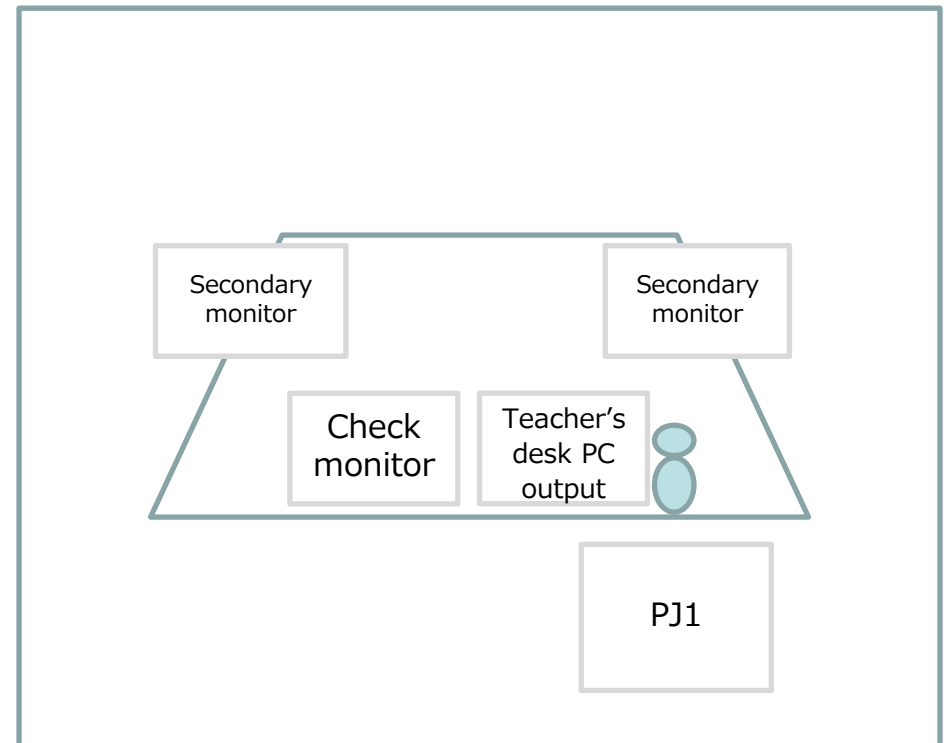 Secondary
monitor
Secondary
monitor
Check
monitor
Teacher’s
desk PC
output
PJ1